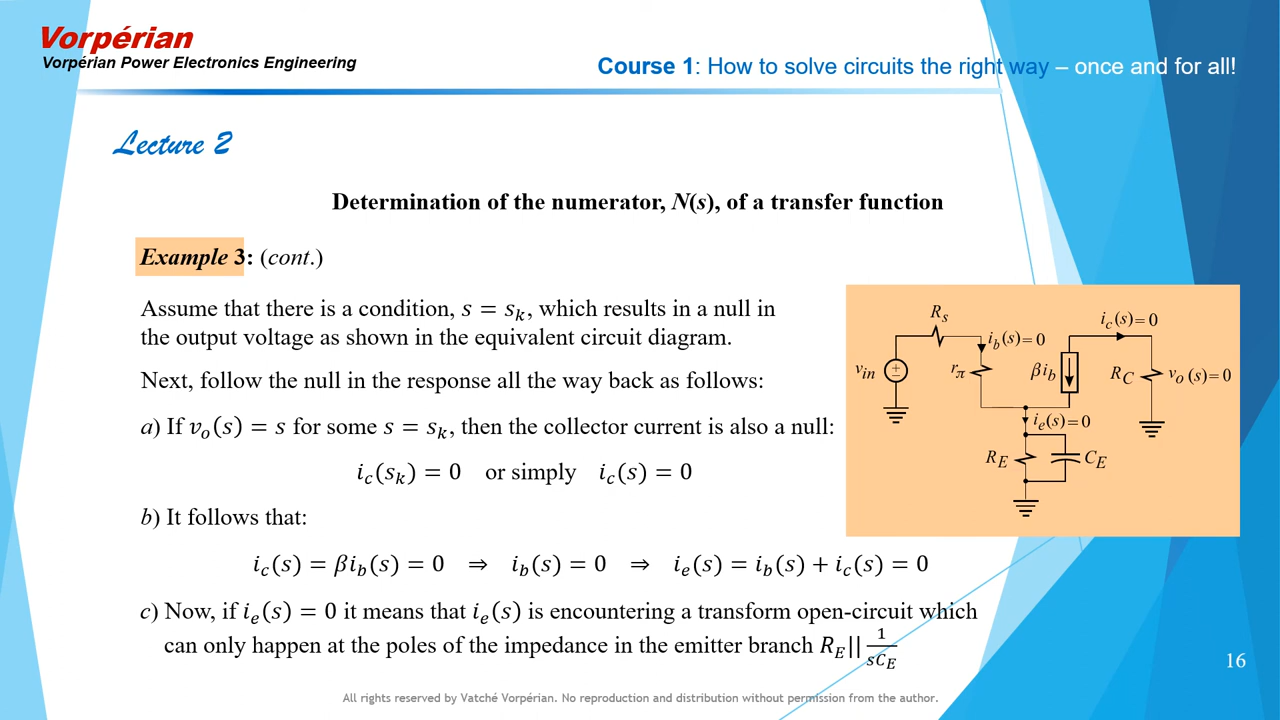 Vorpérian
Vorpérian Power Electronics Engineering
Course 1: How to solve circuits the right way – once and for all!
Lecture 2
Determination of the numerator, N(s), of a transfer function
Example 3: (cont.)
Assume that there is a condition, s = sₖ, which results in a null in
the output voltage as shown in the equivalent circuit diagram.
Next, follow the null in the response all the way back as follows:
a) If vₒ(s) = s for some s = sₖ, then the collector current is also a null:
i_c(sₖ) = 0 or simply i_c(s) = 0
b) It follows that:
i_c(s) = βi_b(s) = 0 ⇒ i_b(s) = 0 ⇒ i_e(s) = i_b(s) + i_c(s) = 0
c) Now, if i_e(s) = 0 it means that i_e(s) is encountering a transform open-circuit which
can only happen at the poles of the impedance in the emitter branch R_E||1/sC_E
R_s
i_c(s)=0
i_b(s)=0
v_in
+
−
r_π
βi_b
R_C
v_o(s)=0
i_e(s)=0
R_E
C_E
16
All rights reserved by Vatché Vorpérian. No reproduction and distribution without permission from the author.